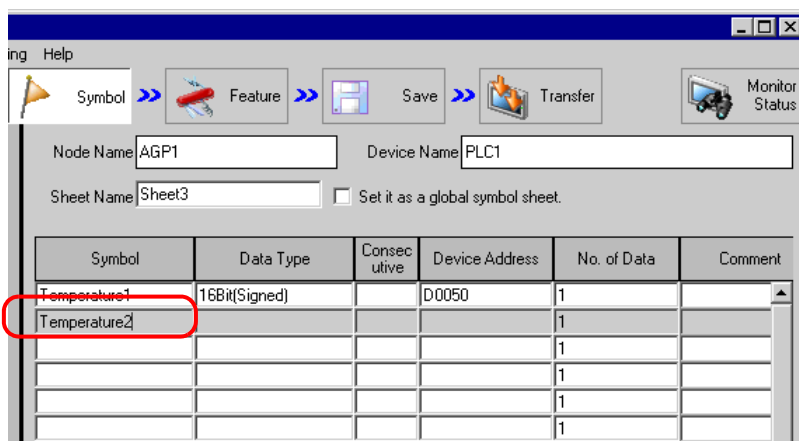 ing Help
Symbol >> Feature >> Save >> Transfer Monitor Status
Node Name AGP1 Device Name PLC1
Sheet Name Sheet3 Set it as a global symbol sheet.
Symbol Data Type Consecutive Device Address No. of Data Comment
Temperature1 16Bit(Signed) D0050 1
Temperature2 1
1
1
1
1